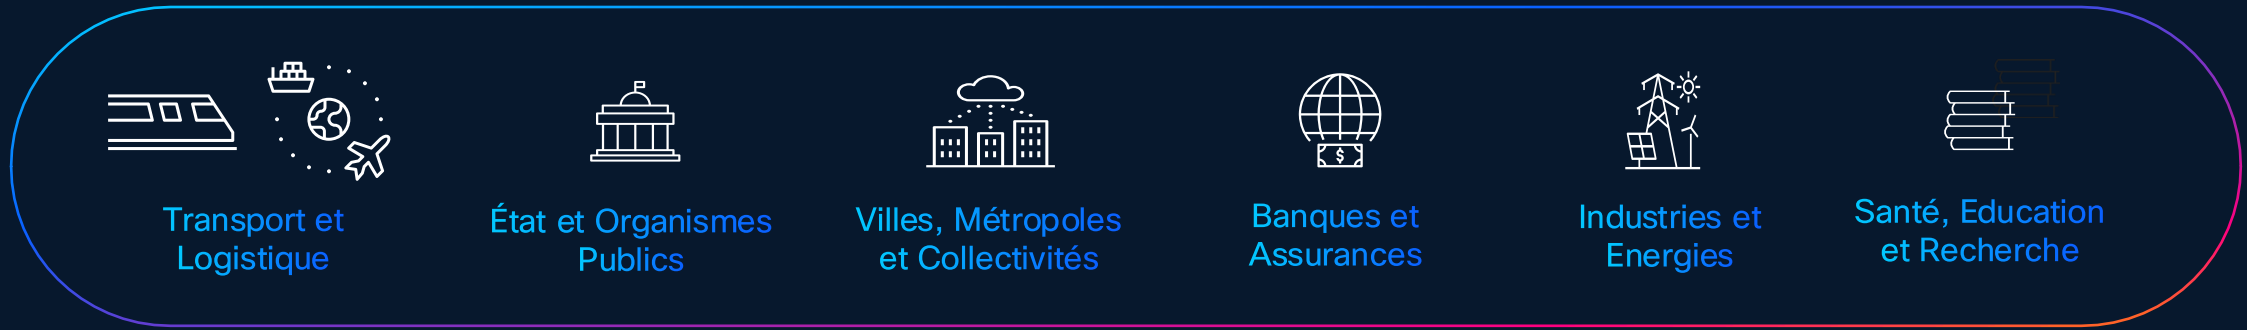 Transport et
Logistique
État et Organismes
Publics
Villes, Métropoles
et Collectivités
$
Banques et
Assurances
Industries et
Energies
Santé, Education
et Recherche